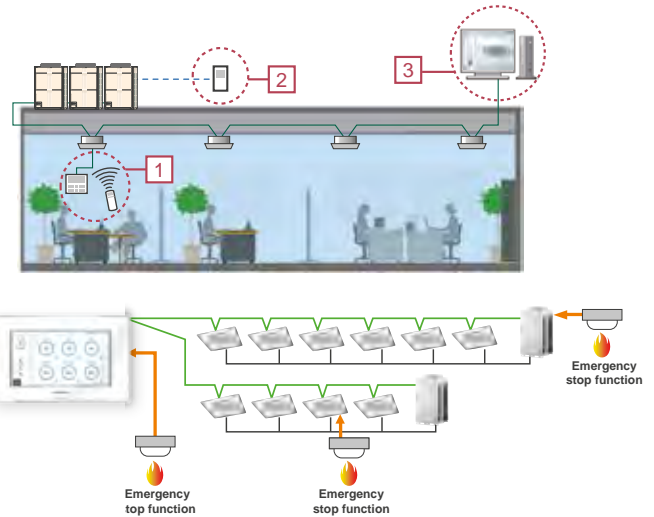 3
2
1
Emergency
stop function
Emergency
top function
Emergency
stop function